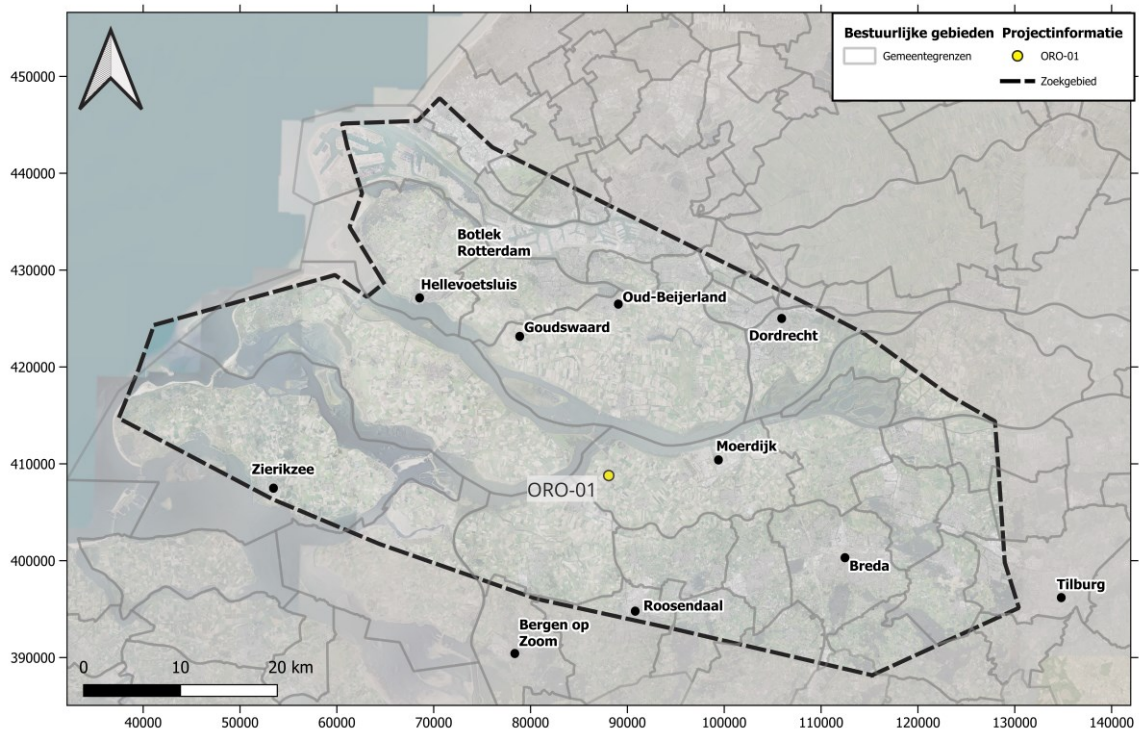 Bestuurlijke gebieden
Gemeentegrenzen
Projectinformatie
ORO-01
Zoekgebied
450000
440000
430000
420000
410000
400000
390000
Botlek
Rotterdam
Hellevoetsluis
Oud-Beijerland
Goudswaard
Dordrecht
Moerdijk
Zierikzee
ORO-01
Breda
Tilburg
Roosendaal
Bergen op
Zoom
0 10 20 km
40000 50000 60000 70000 80000 90000 100000 110000 120000 130000 140000